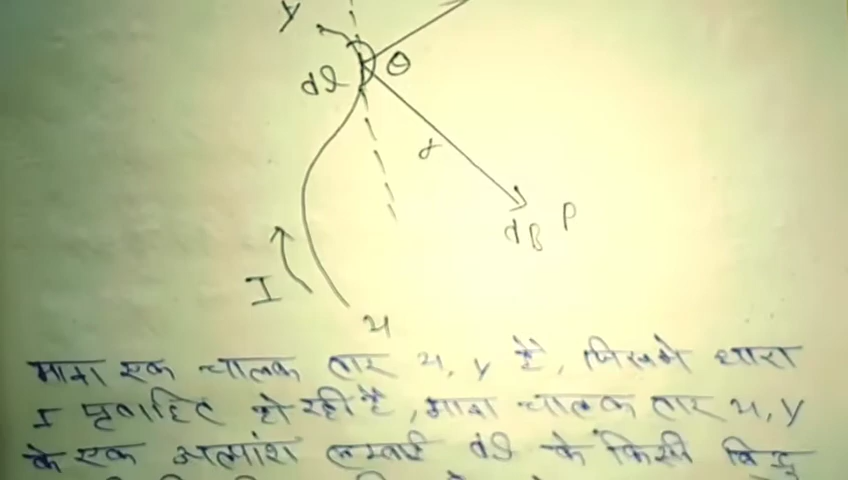 y
dl θ
r
dB P
I
x
माना एक चालक तार x, y है, जिसमे धारा
I प्रवाहित हो रही है, माना चालक तार x, y
के एक अल्पांश लम्बाई dl के किसी बिन्दु